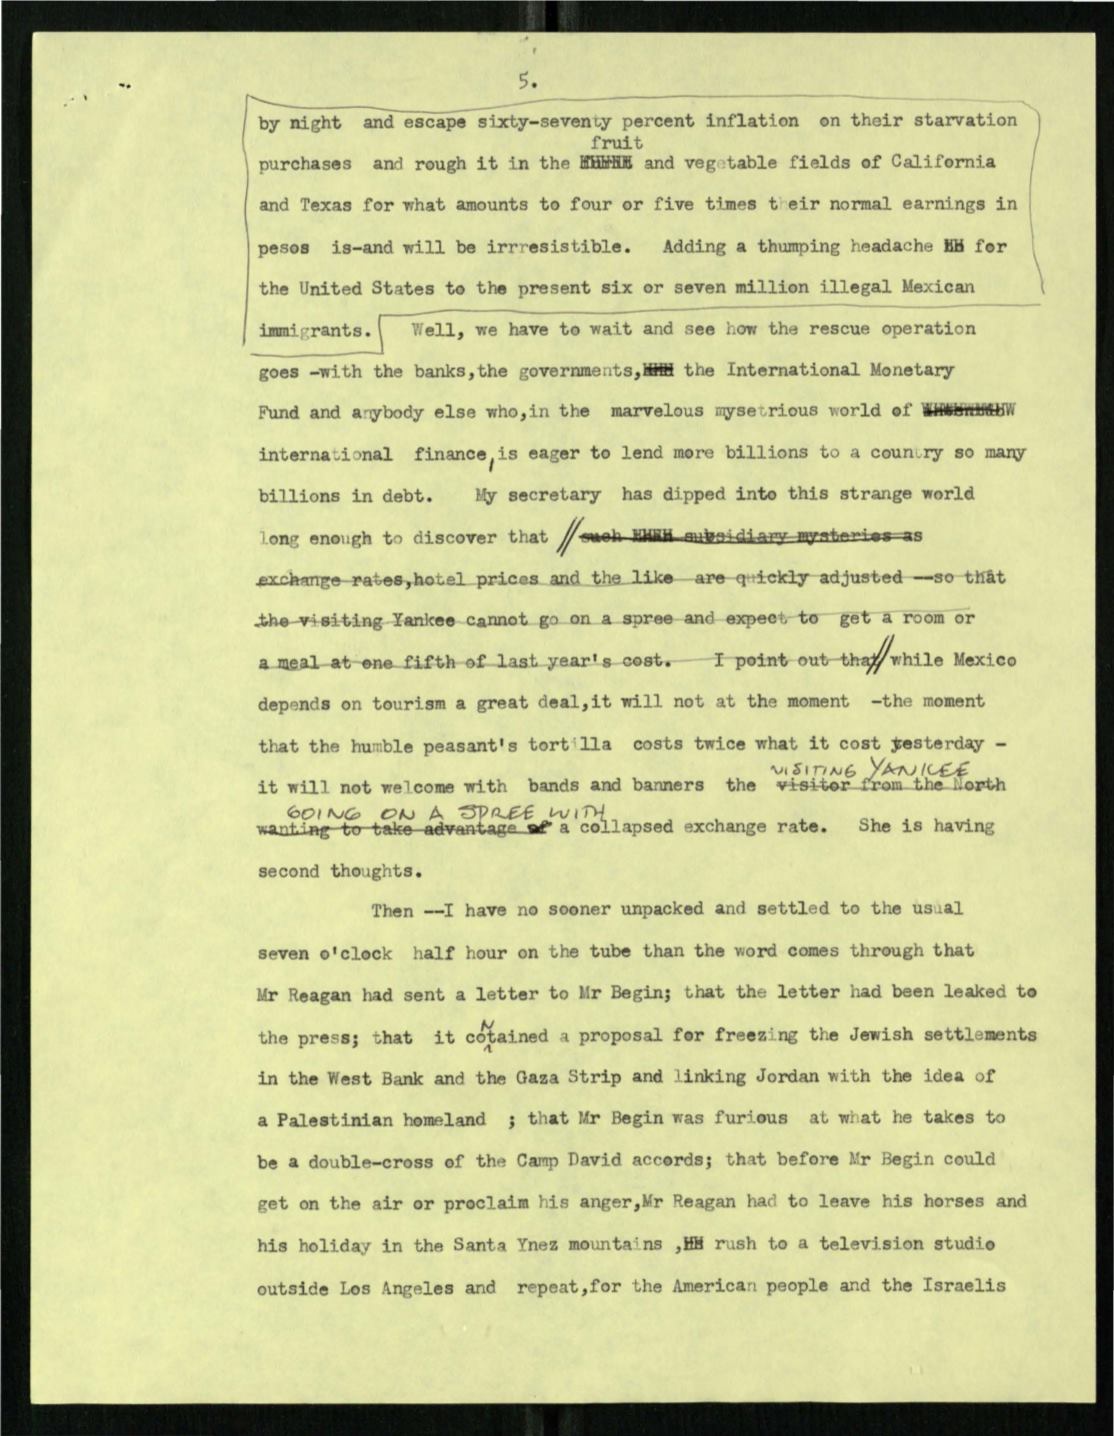 5.
by night and escape sixty-seventy percent inflation on their starvation
fruit
purchases and rough it in the and vegetable fields of California
and Texas for what amounts to four or five times their normal earnings in
pesos is-and will be irrresistible. Adding a thumping headache for
the United States to the present six or seven million illegal Mexican
immigrants. Well, we have to wait and see how the rescue operation
goes -with the banks,the governments, the International Monetary
Fund and anybody else who,in the marvelous mysetrious world of
international finance,is eager to lend more billions to a country so many
billions in debt. My secretary has dipped into this strange world
long enough to discover that // such subsidiary mysteries as
exchange rates,hotel prices and the like are quickly adjusted --so that
the visiting Yankee cannot go on a spree and expect to get a room or
a meal at one fifth of last year's cost. I point out that// while Mexico
depends on tourism a great deal,it will not at the moment -the moment
that the humble peasant's tortilla costs twice what it cost yesterday -
VISITING YANKEE
it will not welcome with bands and banners the visitor from the North
GOING ON A SPREE WITH
wanting to take advantage of a collapsed exchange rate. She is having
second thoughts.
Then --I have no sooner unpacked and settled to the usual
seven o'clock half hour on the tube than the word comes through that
Mr Reagan had sent a letter to Mr Begin; that the letter had been leaked to
N
the press; that it cotained a proposal for freezing the Jewish settlements
in the West Bank and the Gaza Strip and linking Jordan with the idea of
a Palestinian homeland ; that Mr Begin was furious at what he takes to
be a double-cross of the Camp David accords; that before Mr Begin could
get on the air or proclaim his anger,Mr Reagan had to leave his horses and
his holiday in the Santa Ynez mountains , rush to a television studio
outside Los Angeles and repeat,for the American people and the Israelis